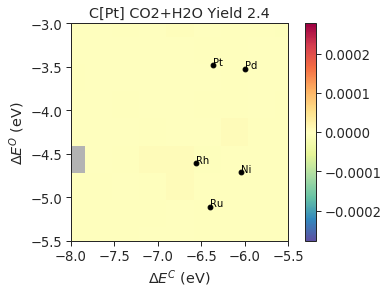 C[Pt] CO2+H2O Yield 2.4
−3.0
−3.5
−4.0
−4.5
−5.0
−5.5
ΔE^O (eV)
Pt
Pd
Rh
Ni
Ru
−8.0 −7.5 −7.0 −6.5 −6.0 −5.5
ΔE^C (eV)
0.0002
0.0001
0.0000
−0.0001
−0.0002